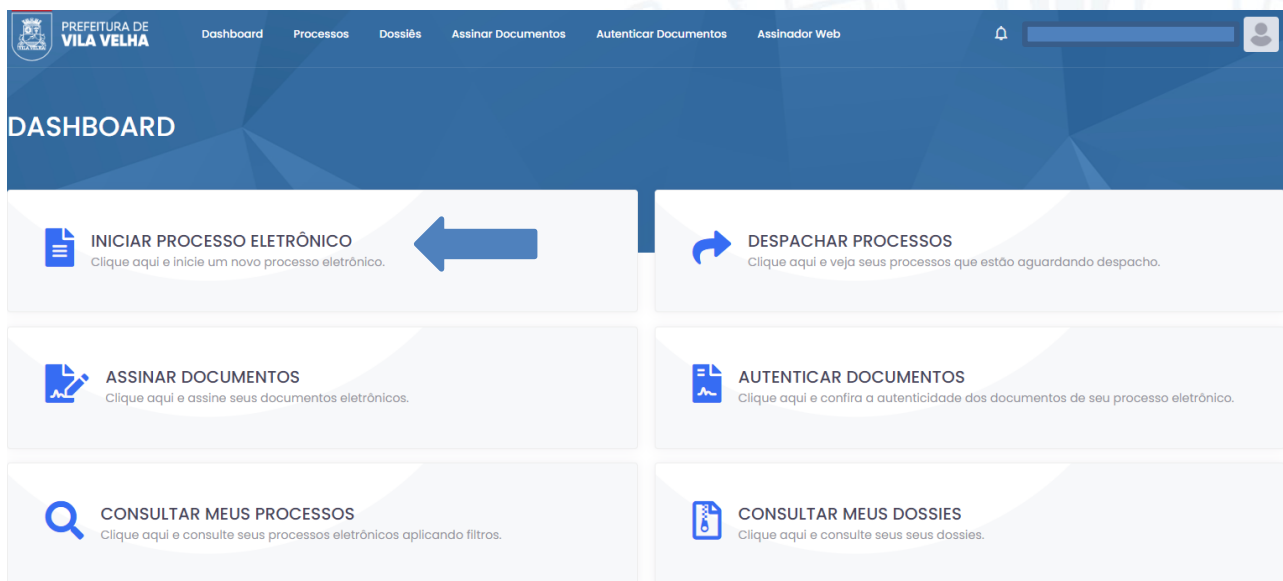 PREFEITURA DE
VILA VELHA
Dashboard Processos Dossiês Assinar Documentos Autenticar Documentos Assinador Web
DASHBOARD
INICIAR PROCESSO ELETRÔNICO
Clique aqui e inicie um novo processo eletrônico.
DESPACHAR PROCESSOS
Clique aqui e veja seus processos que estão aguardando despacho.
ASSINAR DOCUMENTOS
Clique aqui e assine seus documentos eletrônicos.
AUTENTICAR DOCUMENTOS
Clique aqui e confira a autenticidade dos documentos de seu processo eletrônico.
CONSULTAR MEUS PROCESSOS
Clique aqui e consulte seus processos eletrônicos aplicando filtros.
CONSULTAR MEUS DOSSIES
Clique aqui e consulte seus seus dossies.